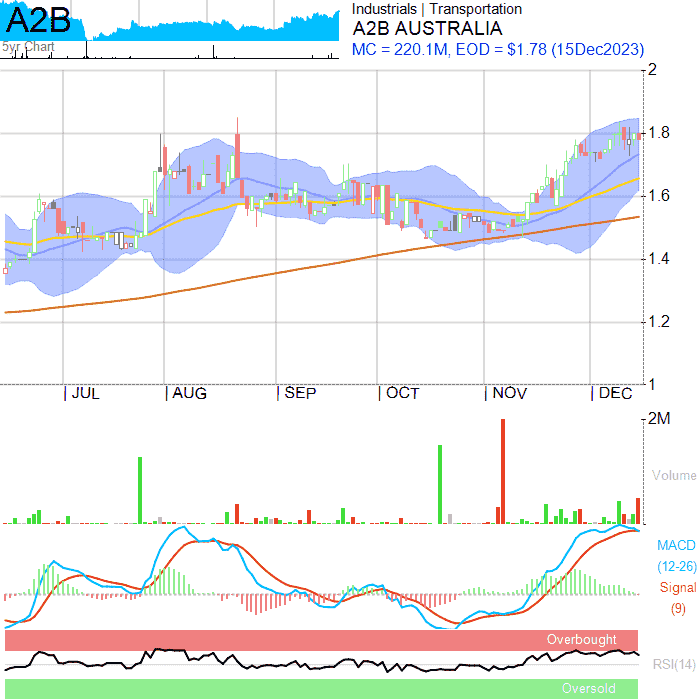 A2B
5yr Chart
Industrials | Transportation
A2B AUSTRALIA
MC = 220.1M, EOD = $1.78 (15Dec2023)
2
1.8
1.6
1.4
1.2
1
JUL AUG SEP OCT NOV DEC
2M
Volume
MACD
(12-26)
Signal
(9)
Overbought
RSI(14)
Oversold